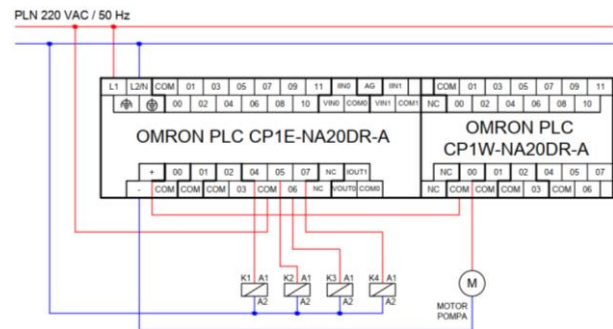 PLN 220 VAC / 50 Hz
L1 L2/N COM 01 03 05 07 09 11 IIN0 AG IIN1 COM 01 03 05 07 09 11
00 02 04 06 08 10 VIN0 COM0 VIN1 COM1 NC 00 02 04 06 08 10
OMRON PLC CP1E-NA20DR-A
OMRON PLC
CP1W-NA20DR-A
+ 00 01 02 04 05 07 NC IOUT1 NC 00 01 02 04 05 07
- COM COM COM 03 COM 06 NC VOUT0 COM0 NC COM COM COM 03 COM 06
K1 A1 K2 A1 K3 A1 K4 A1
A2 A2 A2 A2
M
MOTOR
POMPA